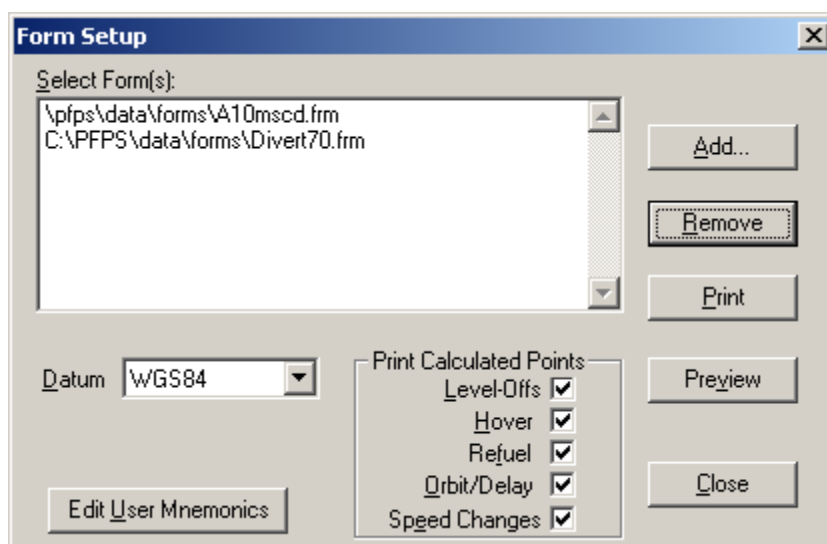 Form Setup
Select Form(s):
\pfps\data\forms\A10mscd.frm
C:\PFPS\data\forms\Divert70.frm
Add...
Remove
Print
Datum WGS84
Print Calculated Points
Level-Offs
Hover
Refuel
Orbit/Delay
Speed Changes
Preview
Close
Edit User Mnemonics